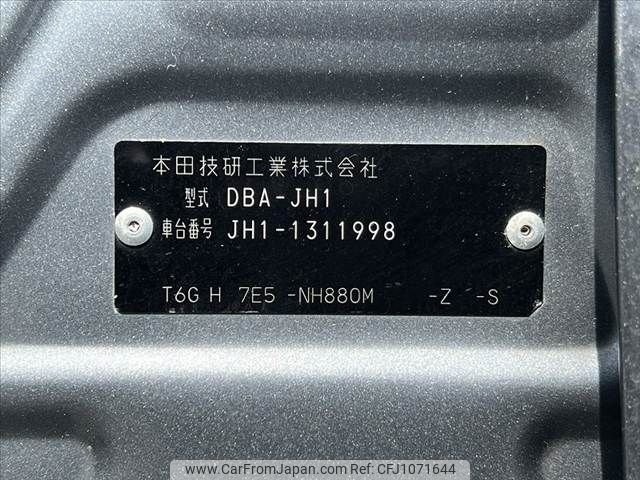 本田技研工業株式会社
型式 DBA-JH1
車台番号 JH1-1311998
T6G H 7E5 -NH880M -Z -S
www.CarFromJapan.com ID:CFJ1071644